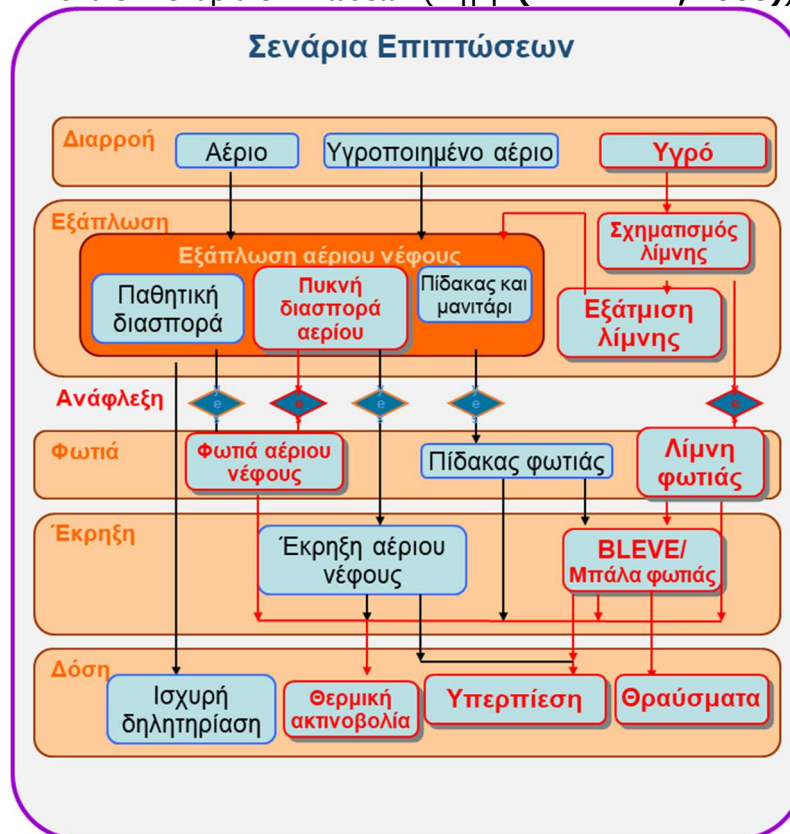 Σενάρια Επιπτώσεων
Διαρροή
Αέριο
Υγροποιημένο αέριο
Υγρό
Εξάπλωση
Εξάπλωση αέριου νέφους
Σχηματισμός
λίμνης
Παθητική
διασπορά
Πυκνή
διασπορά
αερίου
Πίδακας και
μανιτάρι
Εξάτμιση
λίμνης
Ανάφλεξη
e
e
e
e
e
Φωτιά
Φωτιά αέριου
νέφους
Πίδακας φωτιάς
Λίμνη
φωτιάς
Έκρηξη
Έκρηξη αέριου
νέφους
BLEVE/
Μπάλα φωτιάς
Δόση
Ισχυρή
δηλητηρίαση
Θερμική
ακτινοβολία
Υπερπίεση
Θραύσματα